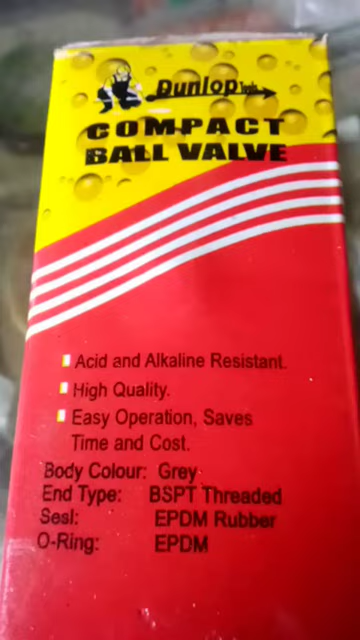 Dunlop
COMPACT
BALL VALVE
Acid and Alkaline Resistant.
High Quality.
Easy Operation, Saves
Time and Cost.
Body Colour: Grey
End Type: BSPT Threaded
Sesl: EPDM Rubber
O-Ring: EPDM